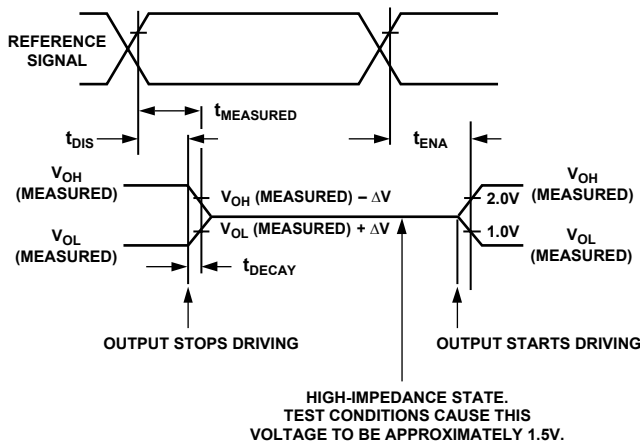 REFERENCE
SIGNAL
tMEASURED
tDIS
tENA
VOH
(MEASURED)
VOH (MEASURED) – ΔV
2.0V
VOH
(MEASURED)
VOL
(MEASURED)
VOL (MEASURED) + ΔV
1.0V
VOL
(MEASURED)
tDECAY
OUTPUT STOPS DRIVING
OUTPUT STARTS DRIVING
HIGH-IMPEDANCE STATE.
TEST CONDITIONS CAUSE THIS
VOLTAGE TO BE APPROXIMATELY 1.5V.